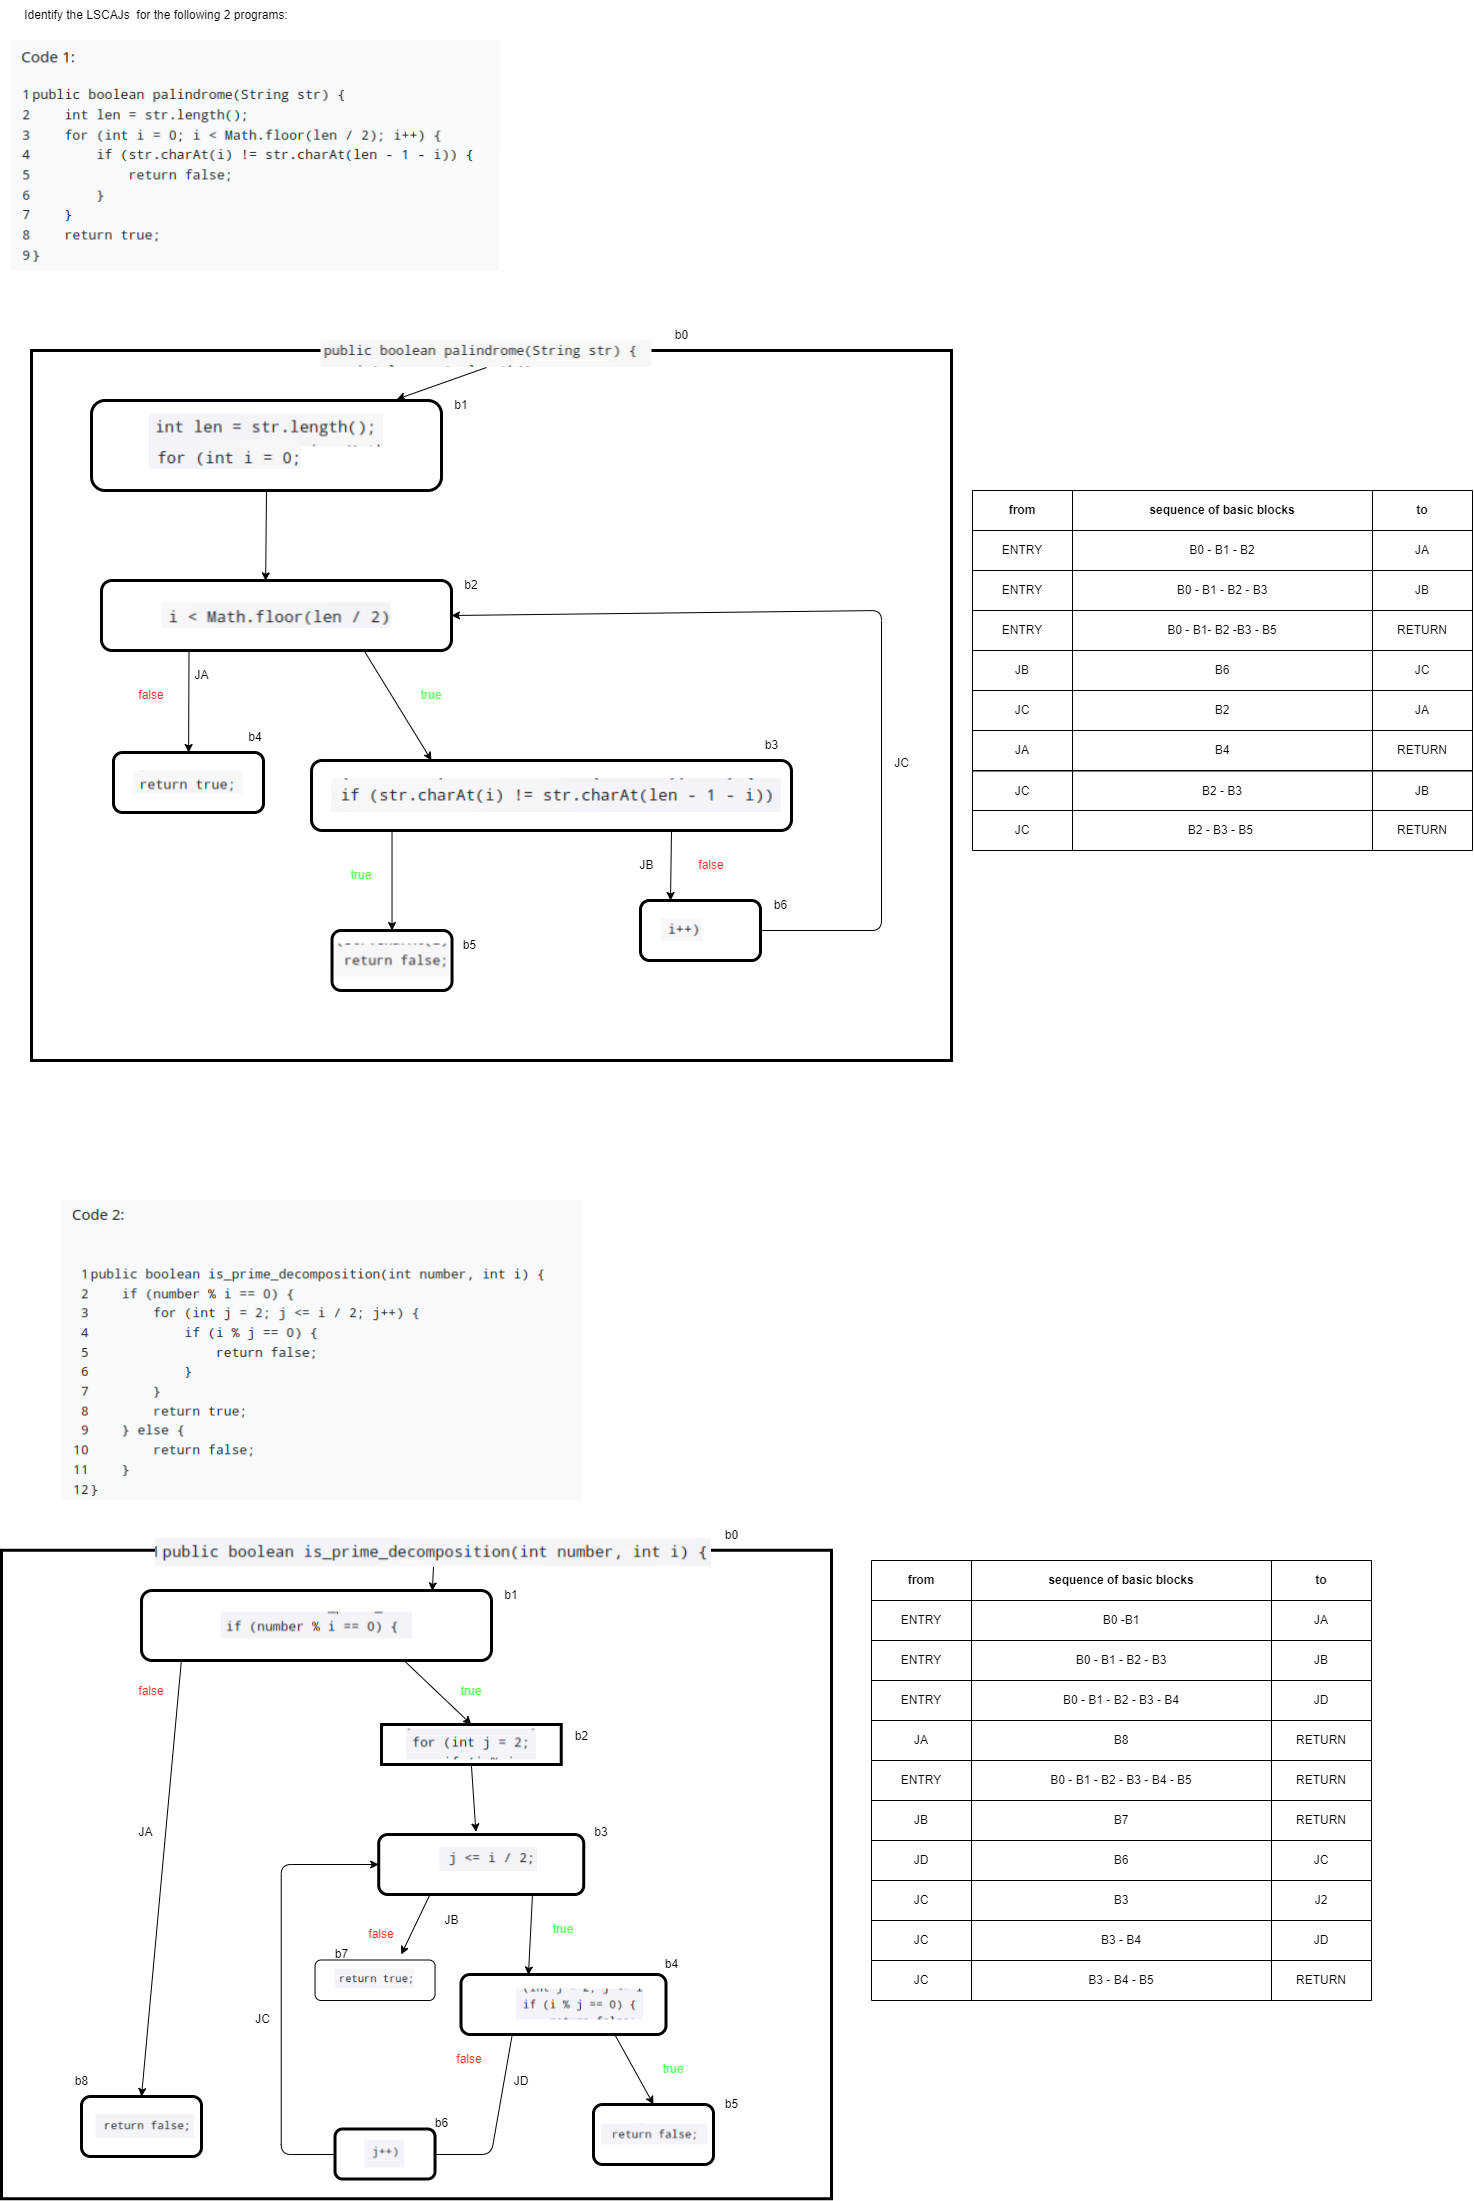 Identify the LSCAJs for the following 2 programs:
Code 1:
1 public boolean palindrome(String str) {
2 int len = str.length();
3 for (int i = 0; i < Math.floor(len / 2); i++) {
4 if (str.charAt(i) != str.charAt(len - 1 - i)) {
5 return false;
6 }
7 }
8 return true;
9 }
b0
public boolean palindrome(String str) {
b1
int len = str.length();
for (int i = 0;
b2
i < Math.floor(len / 2)
JA
false
true
b4
return true;
b3
if (str.charAt(i) != str.charAt(len - 1 - i))
JC
true
JB
false
b6
i++)
b5
return false;
from sequence of basic blocks to
ENTRY B0 - B1 - B2 JA
ENTRY B0 - B1 - B2 - B3 JB
ENTRY B0 - B1- B2 -B3 - B5 RETURN
JB B6 JC
JC B2 JA
JA B4 RETURN
JC B2 - B3 JB
JC B2 - B3 - B5 RETURN
Code 2:
1 public boolean is_prime_decomposition(int number, int i) {
2 if (number % i == 0) {
3 for (int j = 2; j <= i / 2; j++) {
4 if (i % j == 0) {
5 return false;
6 }
7 }
8 return true;
9 } else {
10 return false;
11 }
12 }
b0
public boolean is_prime_decomposition(int number, int i) {
b1
if (number % i == 0) {
false
true
b2
for (int j = 2;
JA
b3
j <= i / 2;
JB
false
true
b7
return true;
b4
if (i % j == 0) {
JC
false
true
JD
b8
return false;
b6
j++)
b5
return false;
from sequence of basic blocks to
ENTRY B0 -B1 JA
ENTRY B0 - B1 - B2 - B3 JB
ENTRY B0 - B1 - B2 - B3 - B4 JD
JA B8 RETURN
ENTRY B0 - B1 - B2 - B3 - B4 - B5 RETURN
JB B7 RETURN
JD B6 JC
JC B3 J2
JC B3 - B4 JD
JC B3 - B4 - B5 RETURN